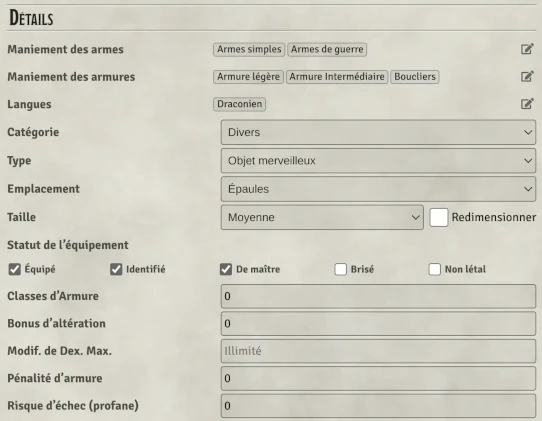 Détails
Maniement des armes Armes simples Armes de guerre
Maniement des armures Armure légère Armure Intermédiaire Boucliers
Langues Draconien
Catégorie Divers
Type Objet merveilleux
Emplacement Épaules
Taille Moyenne Redimensionner
Statut de l'équipement
Équipé Identifié De maître Brisé Non létal
Classes d'Armure 0
Bonus d'altération 0
Modif. de Dex. Max. Illimité
Pénalité d'armure 0
Risque d'échec (profane) 0